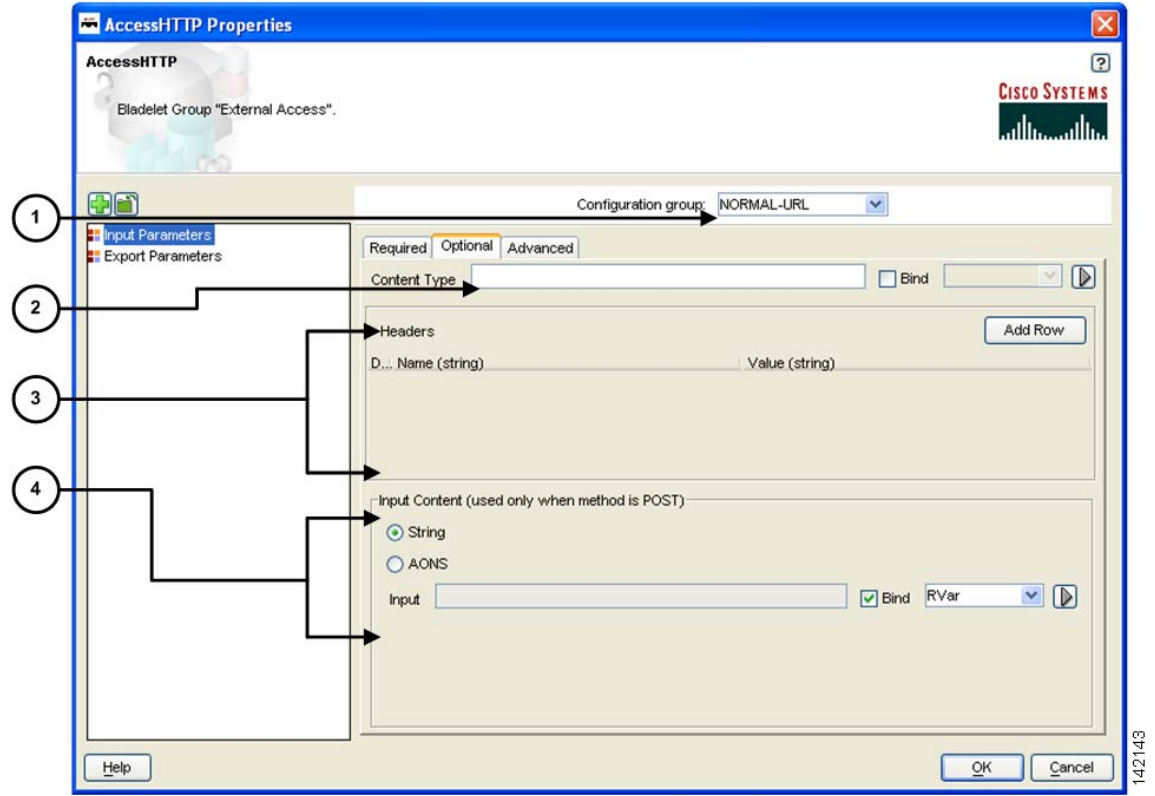 AccessHTTP Properties
AccessHTTP
?
CISCO SYSTEMS
Bladelet Group "External Access".
1
Configuration group: NORMAL-URL
Input Parameters
Export Parameters
Required Optional Advanced
Content Type Bind
2
Headers Add Row
D... Name (string) Value (string)
3
4
Input Content (used only when method is POST)
String
AONS
Input Bind RVar
Help OK Cancel
142143